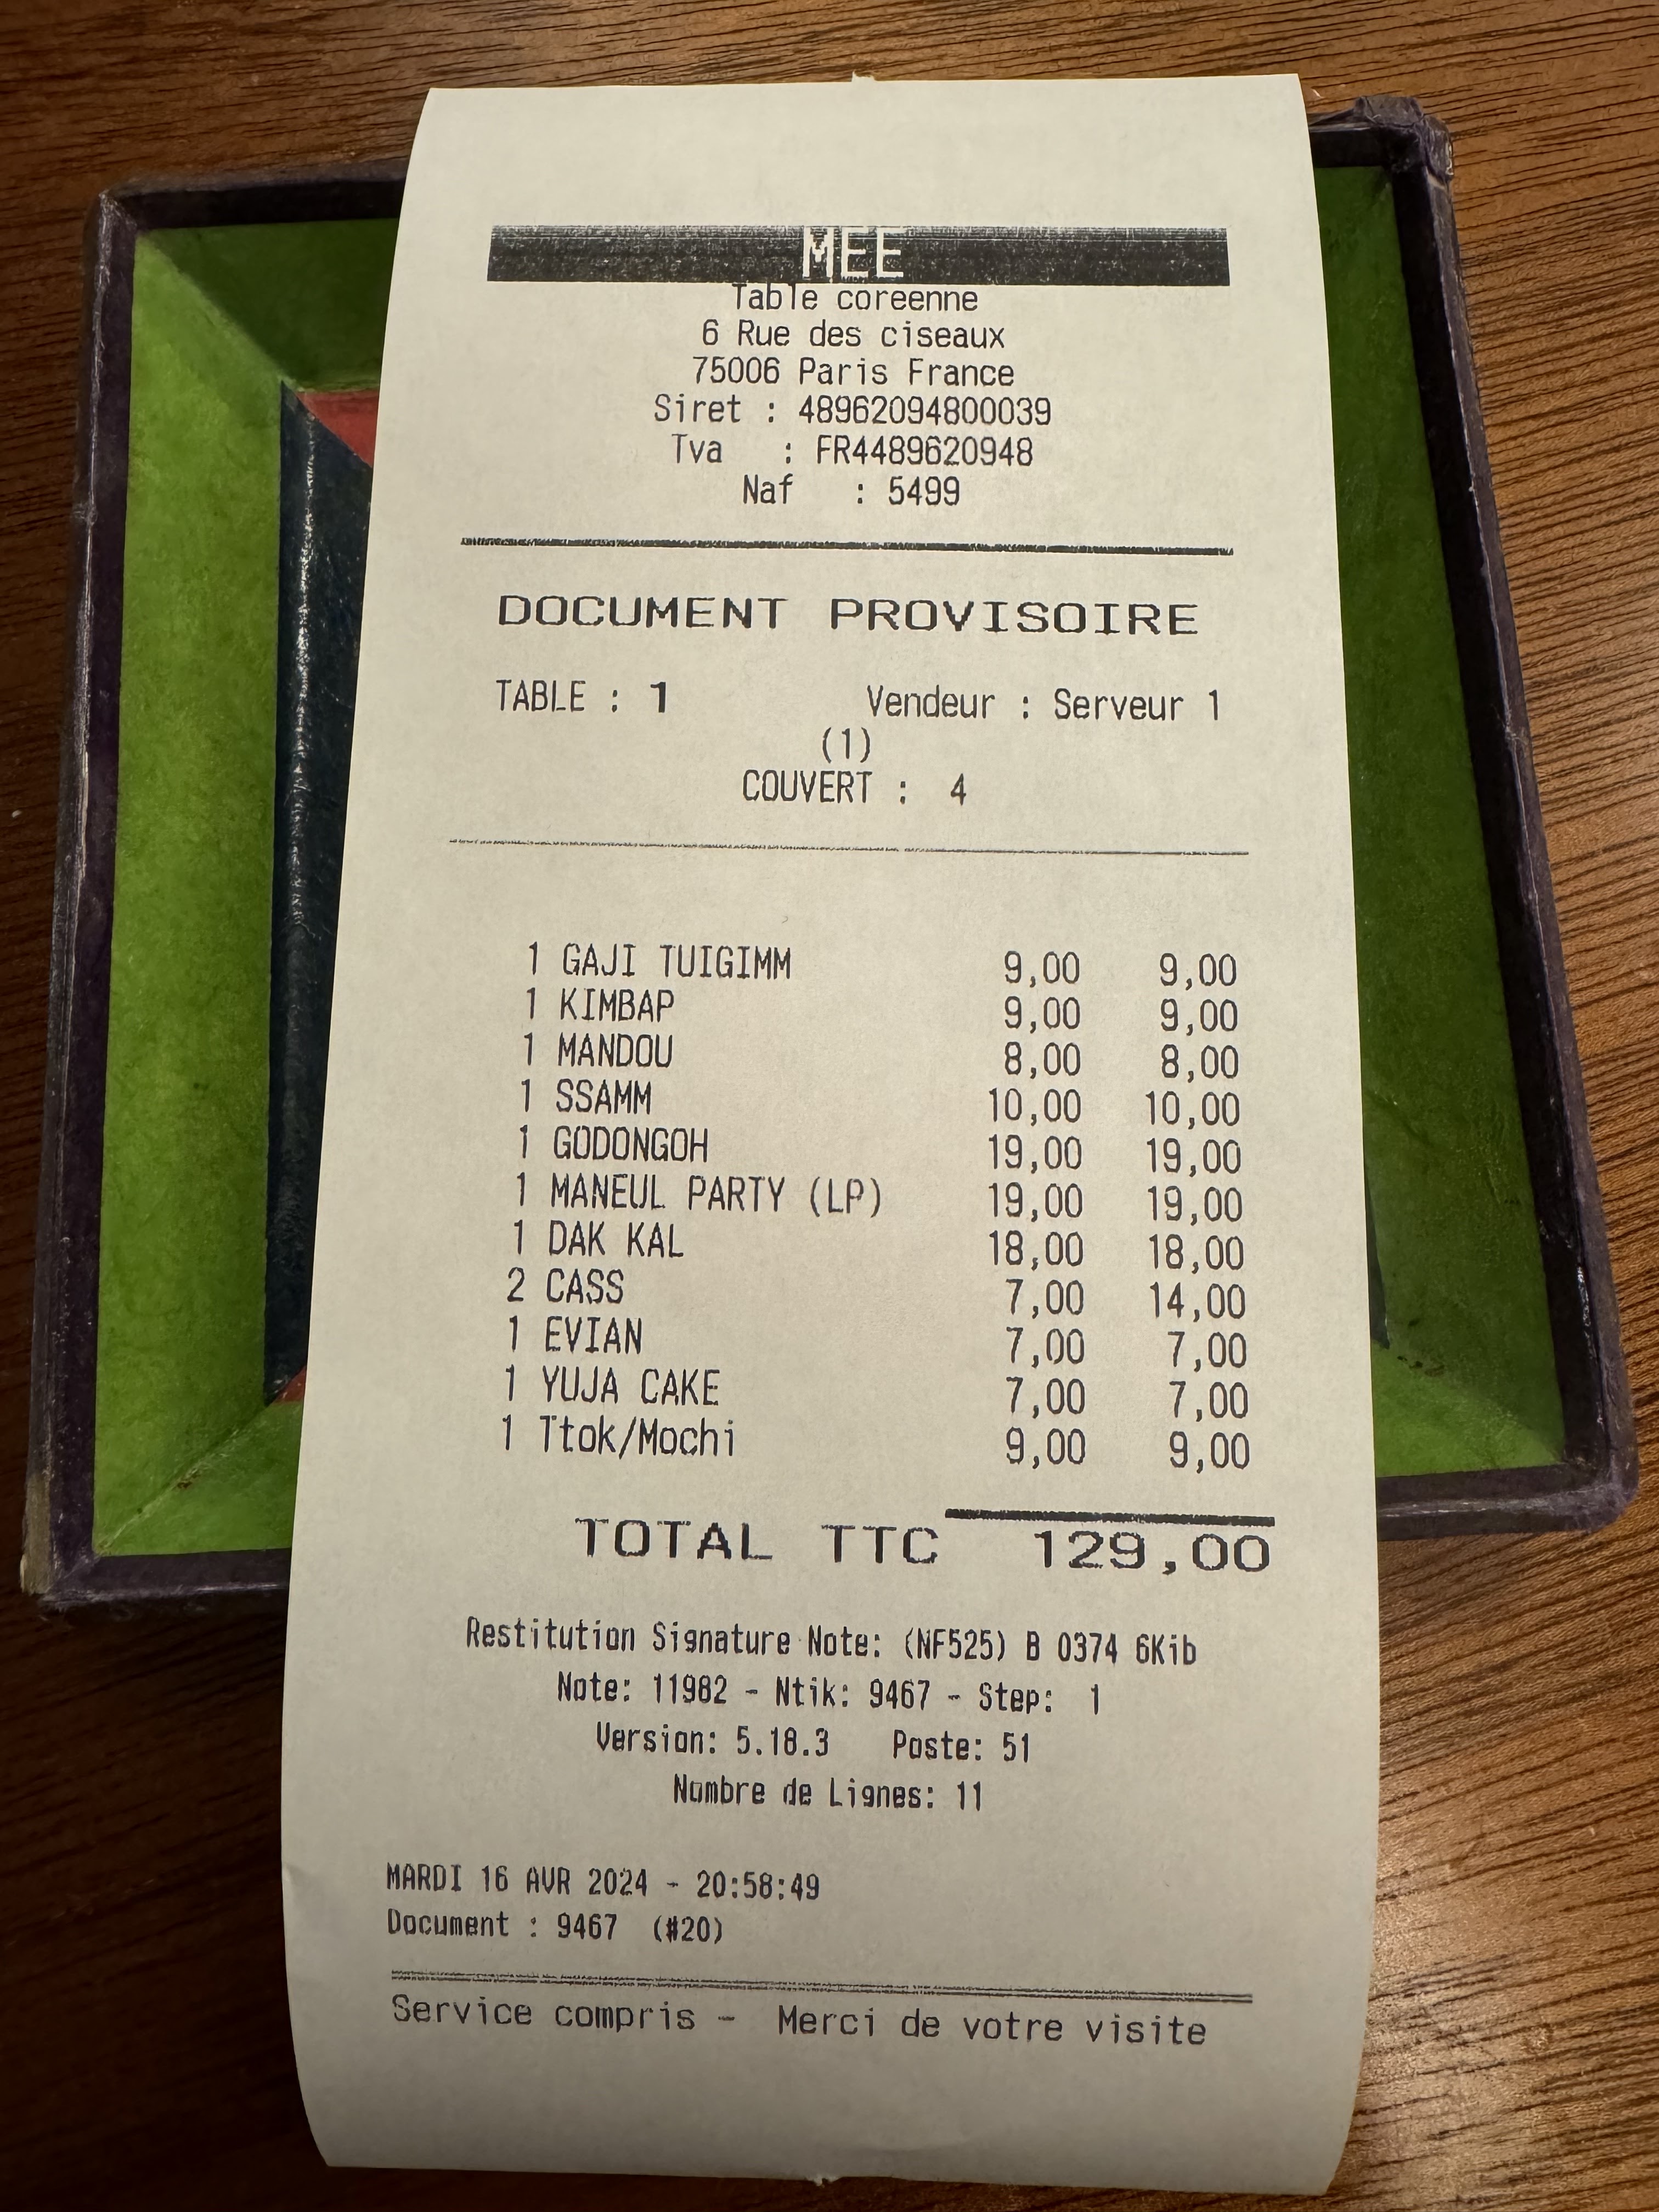 MEE
Table coreenne
6 Rue des ciseaux
75006 Paris France
Siret : 48962094800039
Tva : FR4489620948
Naf : 5499
DOCUMENT PROVISOIRE
TABLE : 1 Vendeur : Serveur 1
(1)
COUVERT : 4
1 GAJI TUIGIMM 9,00 9,00
1 KIMBAP 9,00 9,00
1 MANDOU 8,00 8,00
1 SSAMM 10,00 10,00
1 GODONGOH 19,00 19,00
1 MANEUL PARTY (LP) 19,00 19,00
1 DAK KAL 18,00 18,00
2 CASS 7,00 14,00
1 EVIAN 7,00 7,00
1 YUJA CAKE 7,00 7,00
1 Ttok/Mochi 9,00 9,00
TOTAL TTC 129,00
Restitution Signature Note: (NF525) B 0374 6Kib
Note: 11982 - Ntik: 9467 - Step: 1
Version: 5.18.3 Poste: 51
Nombre de Lignes: 11
MARDI 16 AVR 2024 - 20:58:49
Document : 9467 (#20)
Service compris - Merci de votre visite